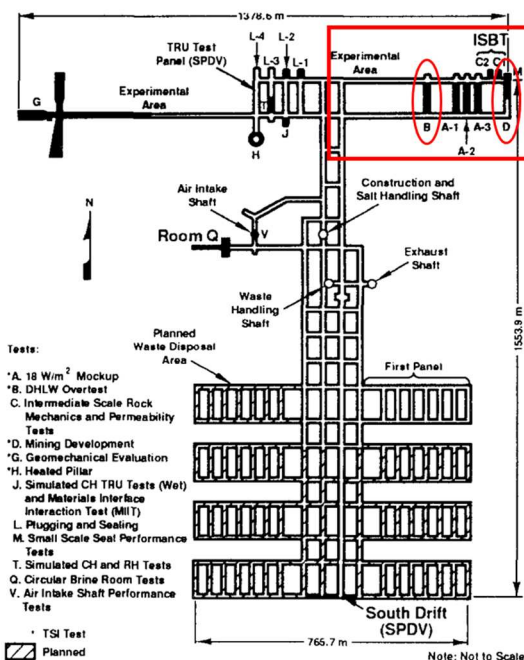 1378.6 m
L-4
L-2
ISBT
TRU Test
Panel (SPDV)
L-3
L-1
Experimental
Area
C2
C1
M
G
Experimental
Area
T
J
H
B
A-1
A-3
D
A-2
N
Air Intake
Shaft
Construction and
Salt Handling Shaft
V
Room Q
Exhaust
Shaft
Waste
Handling
Shaft
1553.9 m
Planned
Waste Disposal
Area
First Panel
Tests:
*A. 18 W/m² Mockup
*B. DHLW Overtest
C. Intermediate Scale Rock
Mechanics and Permeability
Tests
*D. Mining Development
*G. Geomechanical Evaluation
*H. Heated Pillar
J. Simulated CH TRU Tests (Wet)
and Materials Interface
Interaction Test (MIIT)
L. Plugging and Sealing
M. Small Scale Seal Performance
Tests
T. Simulated CH and RH Tests
Q. Circular Brine Room Tests
V. Air Intake Shaft Performance
Tests
* TSI Test
Planned
South Drift
(SPDV)
765.7 m
Note: Not to Scale